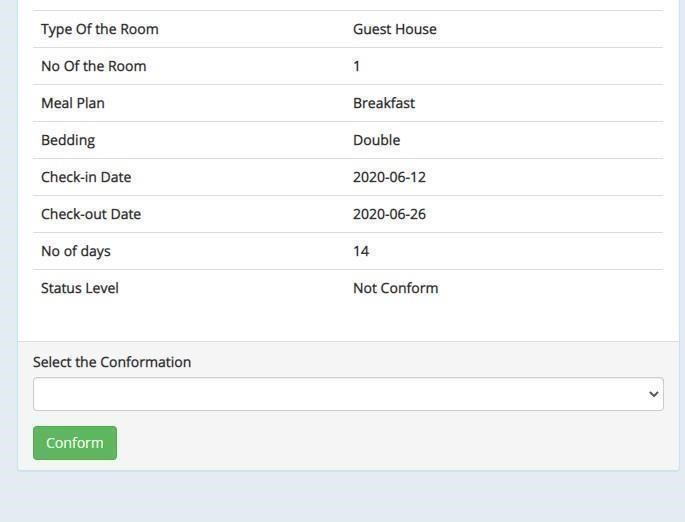 Type Of the Room Guest House
No Of the Room 1
Meal Plan Breakfast
Bedding Double
Check-in Date 2020-06-12
Check-out Date 2020-06-26
No of days 14
Status Level Not Conform
Select the Conformation
Conform